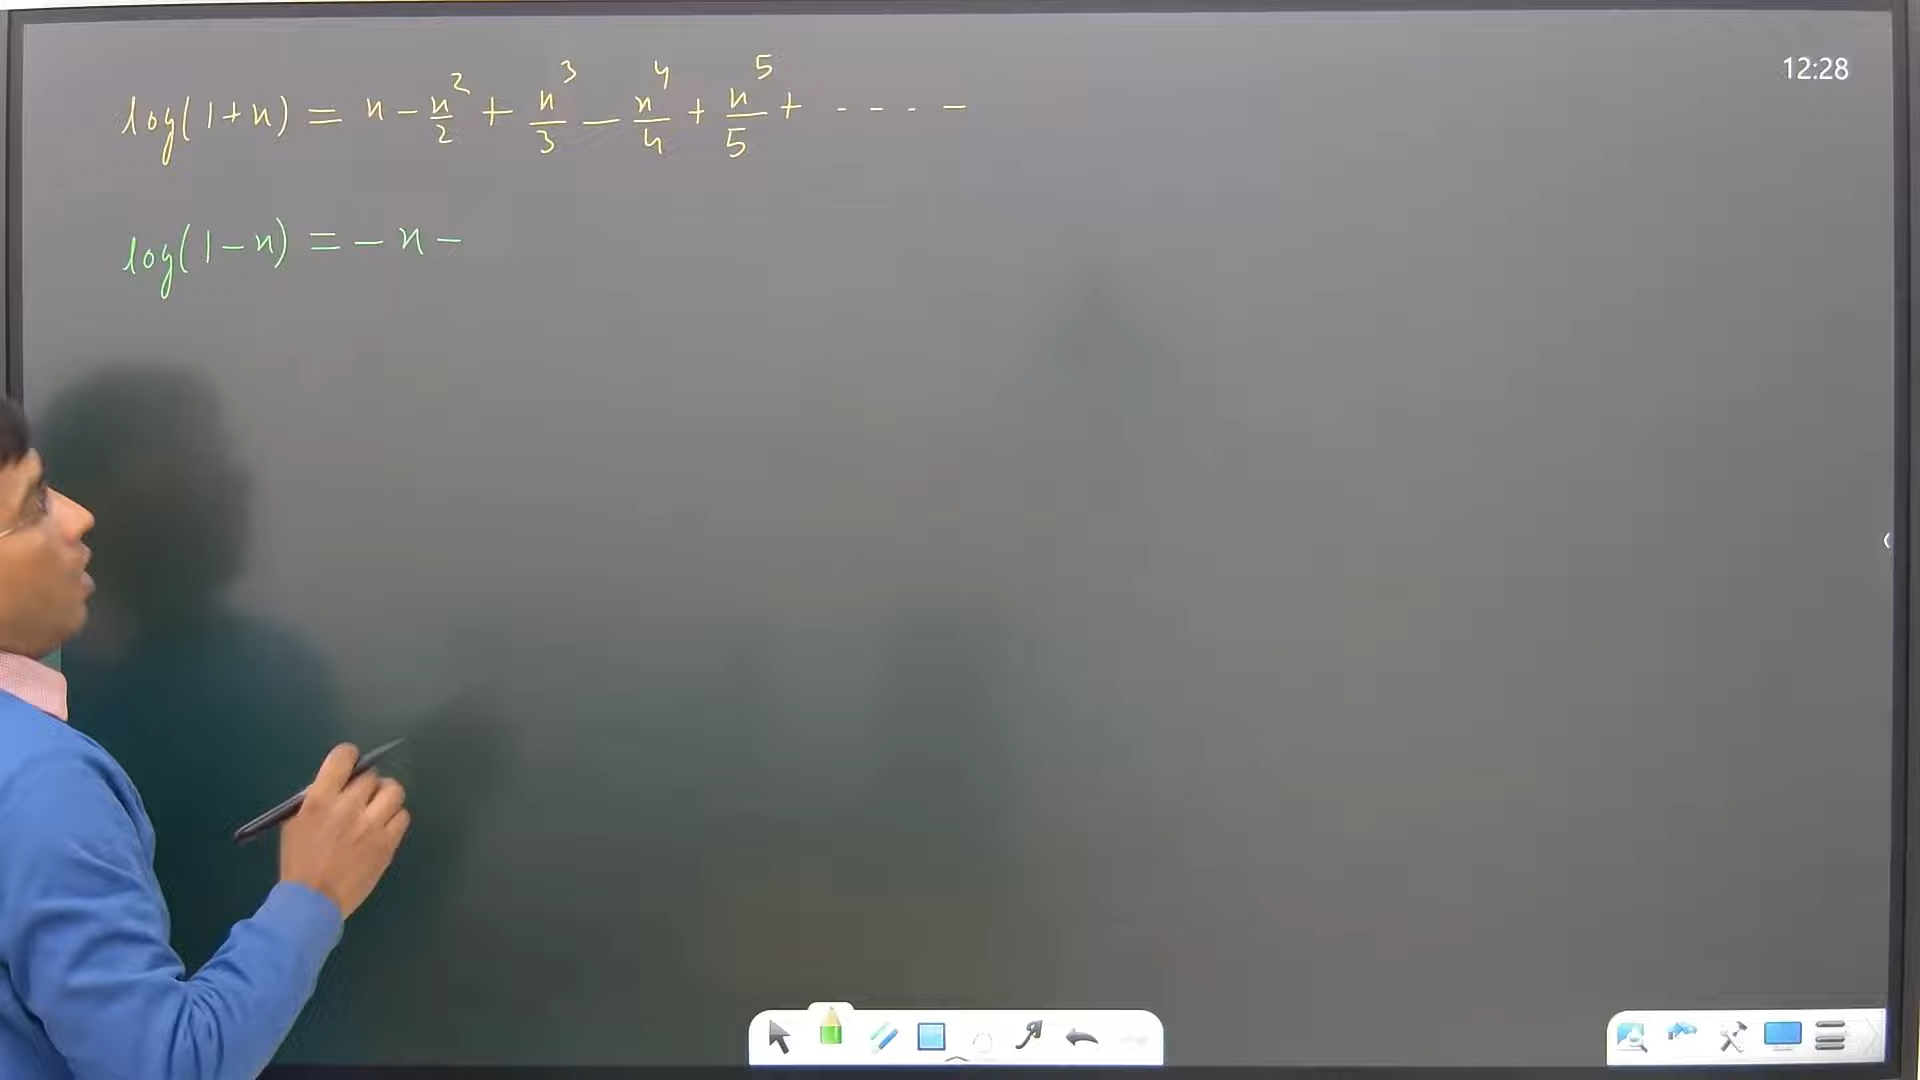 12:28
log(1+x) = x - x²/2 + x³/3 - x⁴/4 + x⁵/5 + - - - - -
log(1-x) = - x -